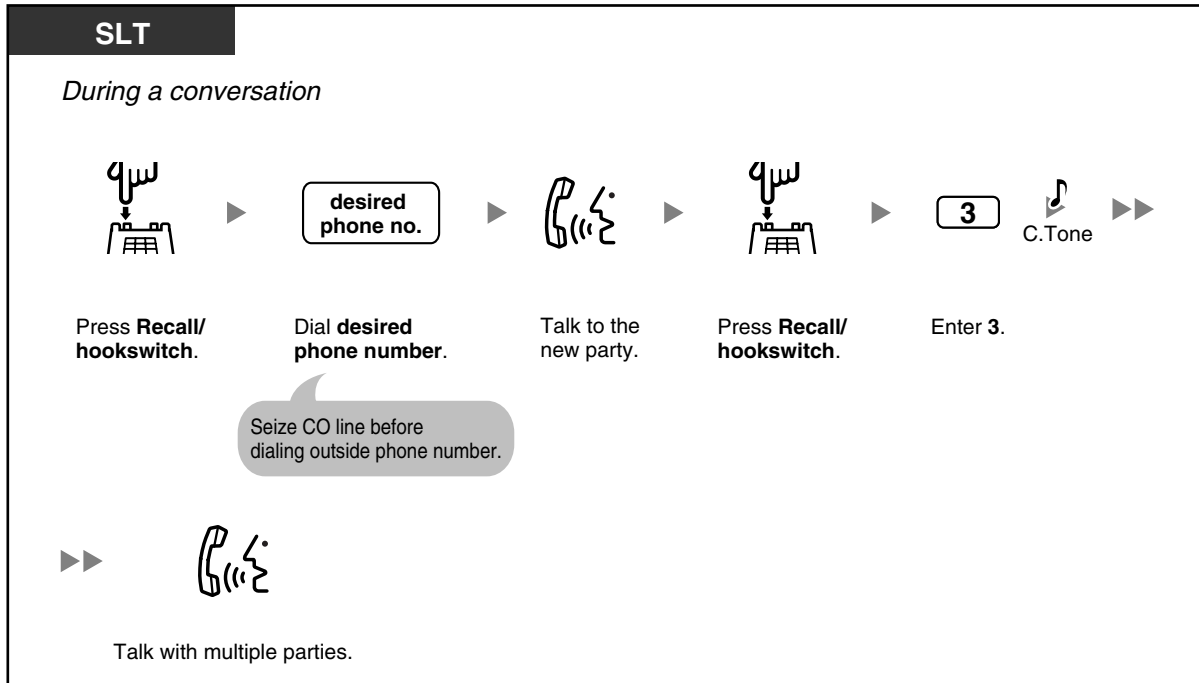 SLT
During a conversation
desired
phone no.
3
C.Tone
Press Recall/
hookswitch.
Dial desired
phone number.
Talk to the
new party.
Press Recall/
hookswitch.
Enter 3.
Seize CO line before
dialing outside phone number.
Talk with multiple parties.